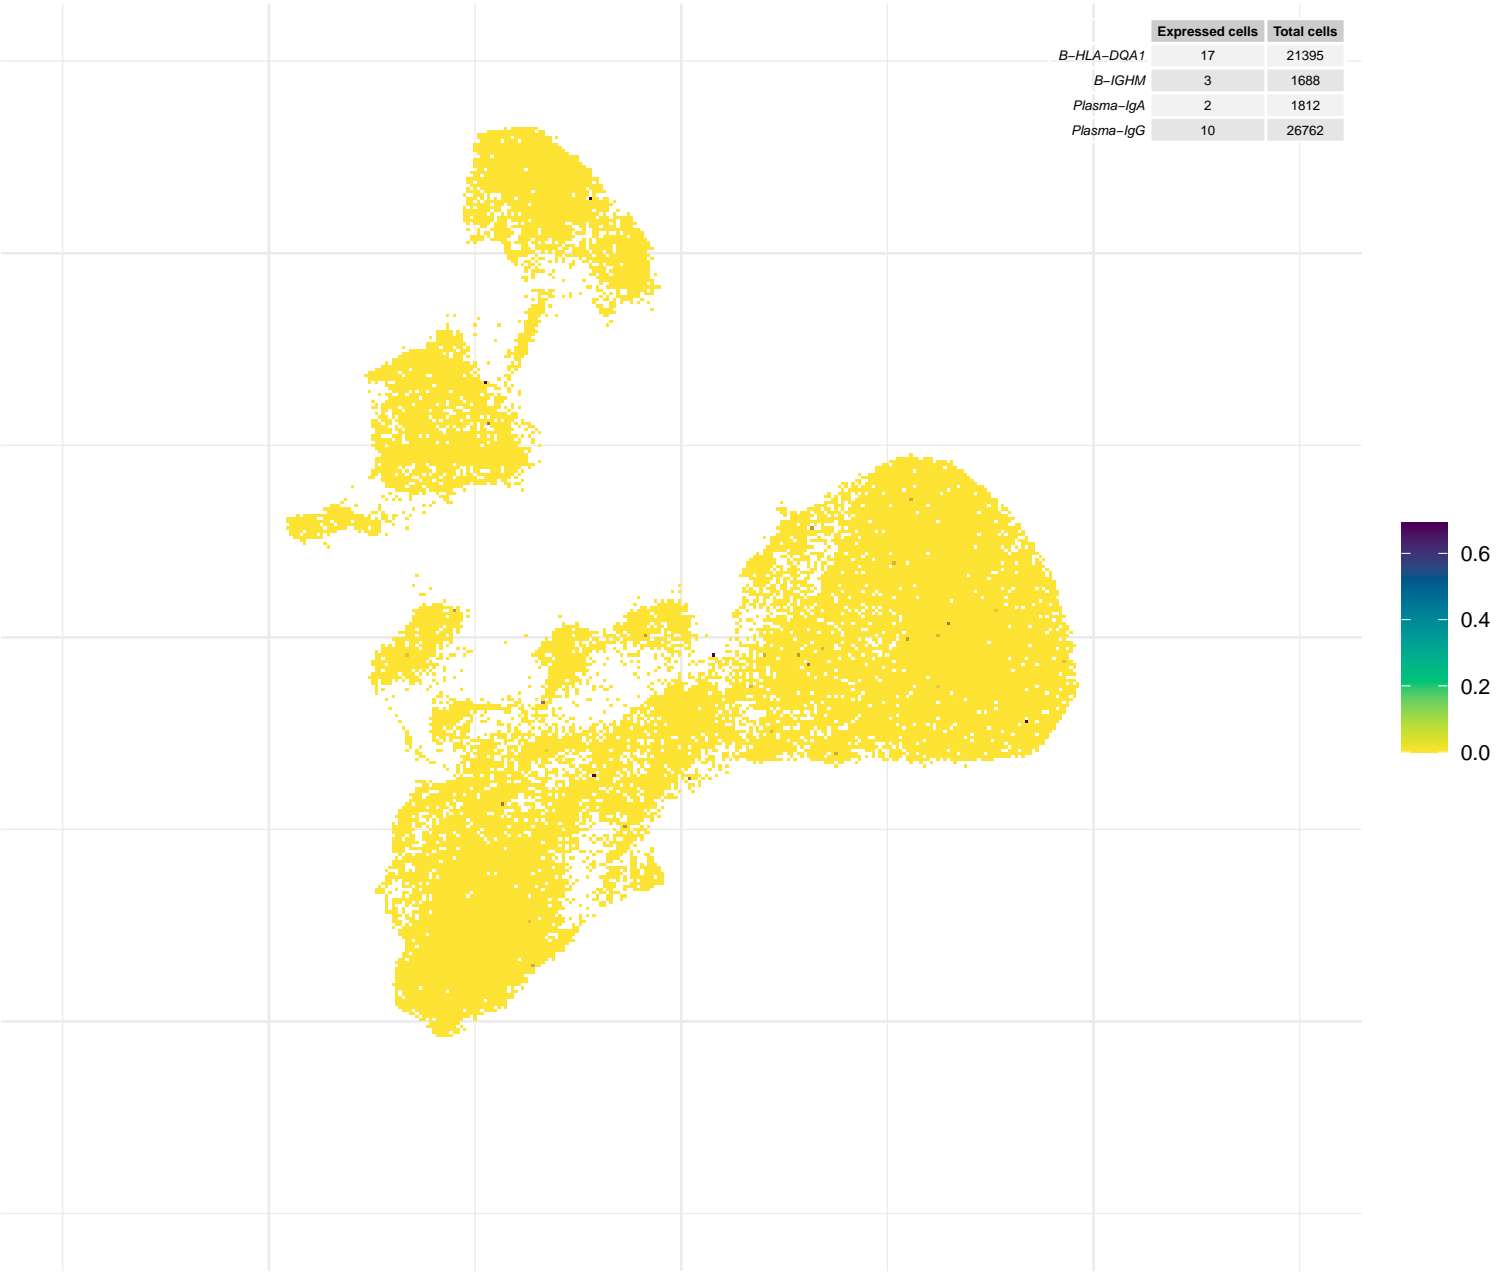 Expressed cells Total cells
B−HLA−DQA1 17 21395
B−IGHM 3 1688
Plasma−IgA 2 1812
Plasma−IgG 10 26762
0.6
0.4
0.2
0.0